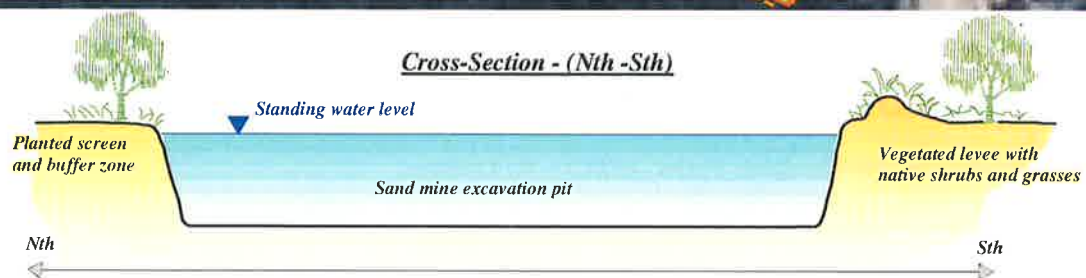 Cross-Section - (Nth -Sth)
Standing water level
Planted screen
and buffer zone
Sand mine excavation pit
Vegetated levee with
native shrubs and grasses
Nth
Sth